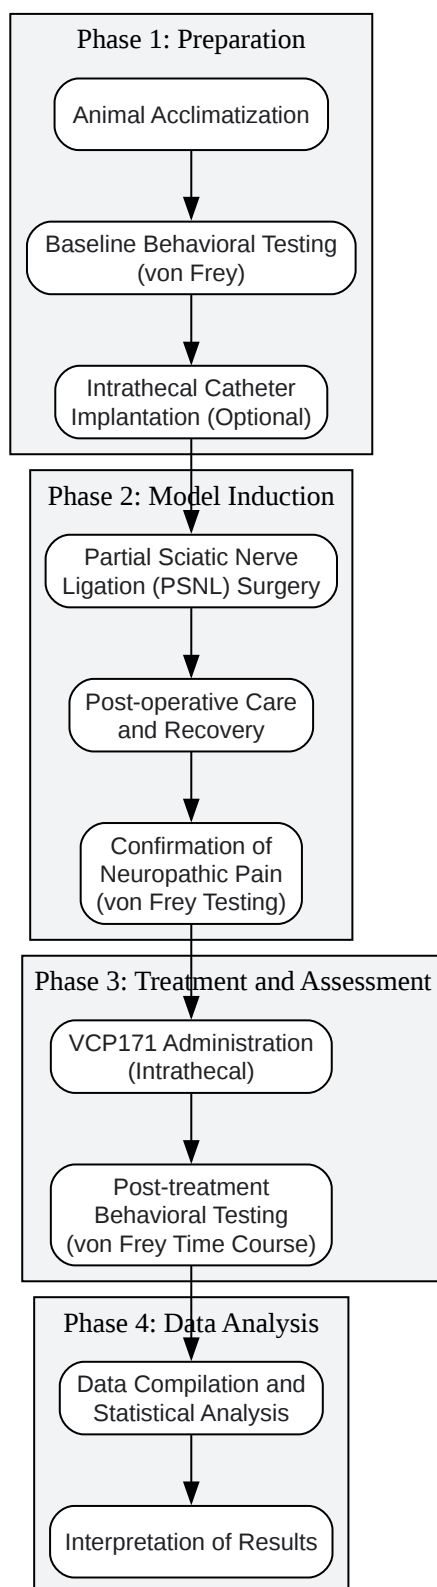 Phase 1: Preparation
Animal Acclimatization
Baseline Behavioral Testing
(von Frey)
Intrathecal Catheter
Implantation (Optional)
Phase 2: Model Induction
Partial Sciatic Nerve
Ligation (PSNL) Surgery
Post-operative Care
and Recovery
Confirmation of
Neuropathic Pain
(von Frey Testing)
Phase 3: Treatment and Assessment
VCP171 Administration
(Intrathecal)
Post-treatment
Behavioral Testing
(von Frey Time Course)
Phase 4: Data Analysis
Data Compilation and
Statistical Analysis
Interpretation of Results